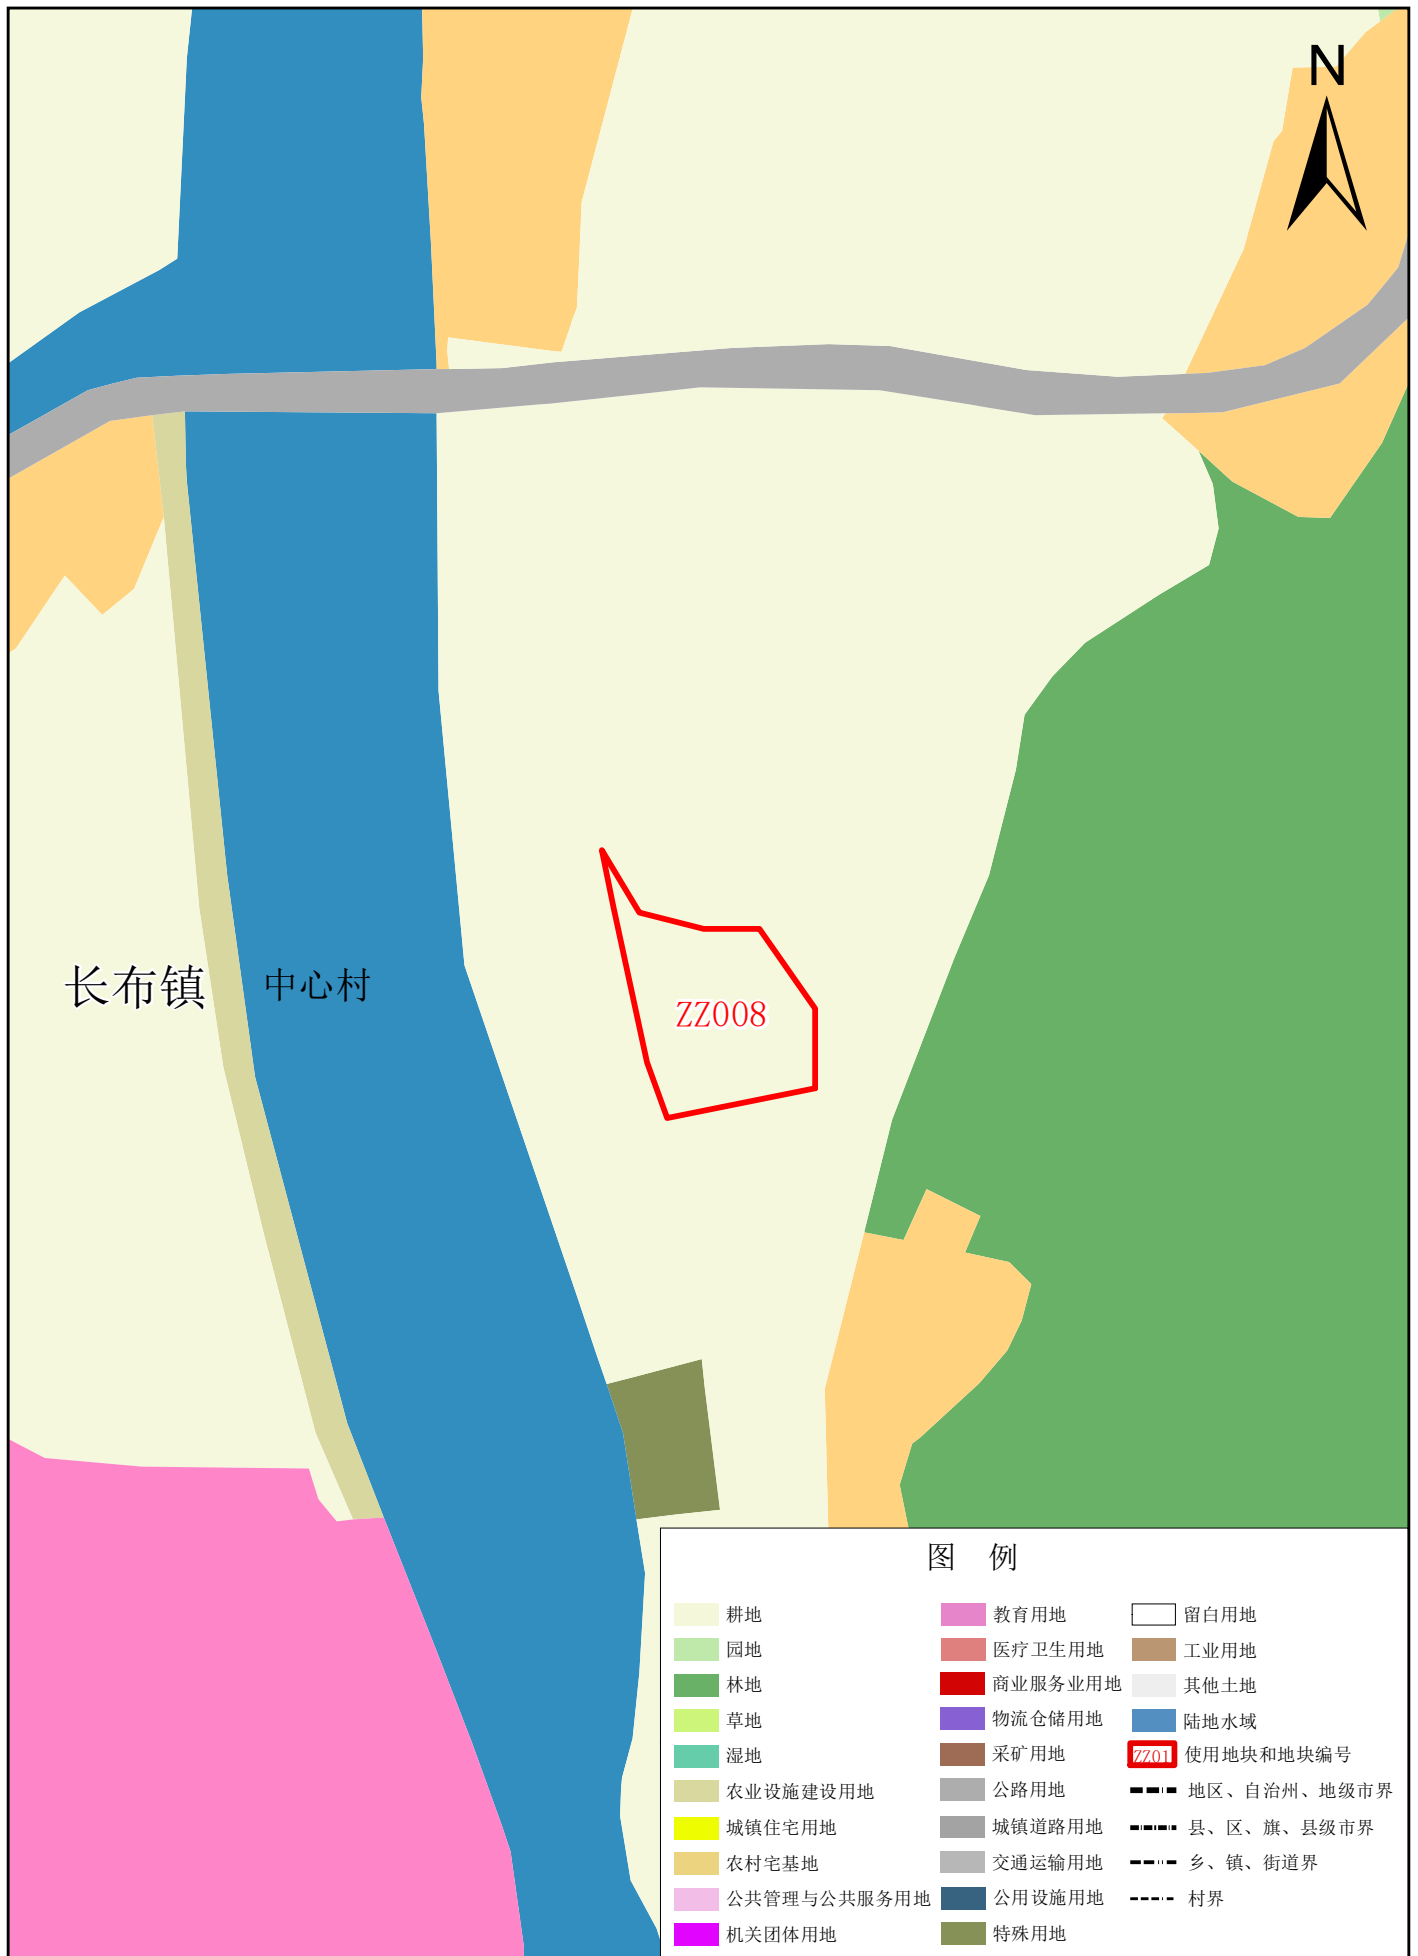 N
长布镇
中心村
ZZ008
图 例
耕地
园地
林地
草地
湿地
农业设施建设用地
城镇住宅用地
农村宅基地
公共管理与公共服务用地
机关团体用地
教育用地
医疗卫生用地
商业服务业用地
物流仓储用地
采矿用地
公路用地
城镇道路用地
交通运输用地
公用设施用地
特殊用地
留白用地
工业用地
其他土地
陆地水域
ZZ01 使用地块和地块编号
地区、自治州、地级市界
县、区、旗、县级市界
乡、镇、街道界
村界